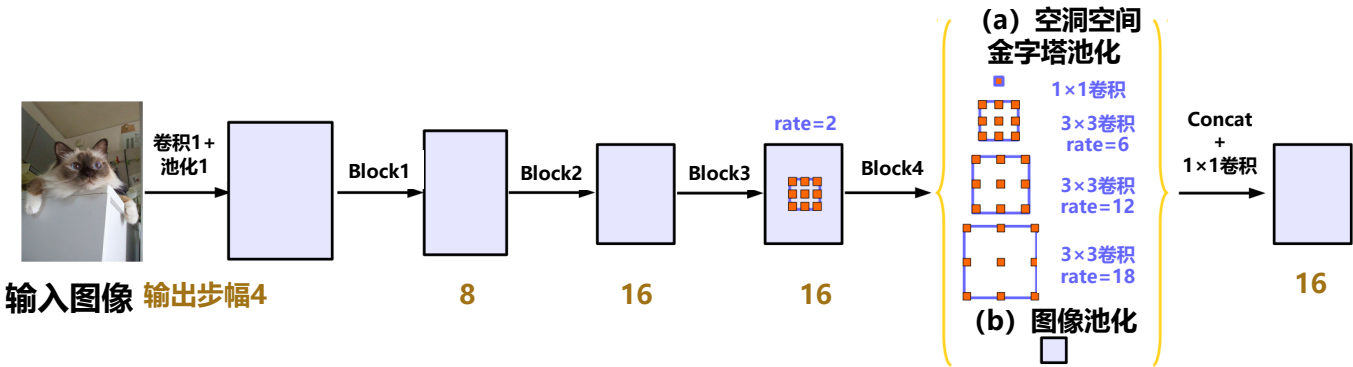 (a) 空洞空间
金字塔池化
1×1卷积
3×3卷积
rate=6
3×3卷积
rate=12
3×3卷积
rate=18
(b) 图像池化
卷积1+
池化1
Block1
Block2
Block3
rate=2
Block4
Concat
+
1×1卷积
输入图像
输出步幅4
8
16
16
16